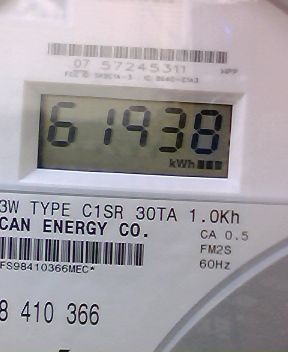 07 57245311
61938
kWh
3W TYPE C1SR 30TA 1.0Kh
CAN ENERGY CO.
CA 0.5
FM2S
FS98410366MEC*
60Hz
8 410 366